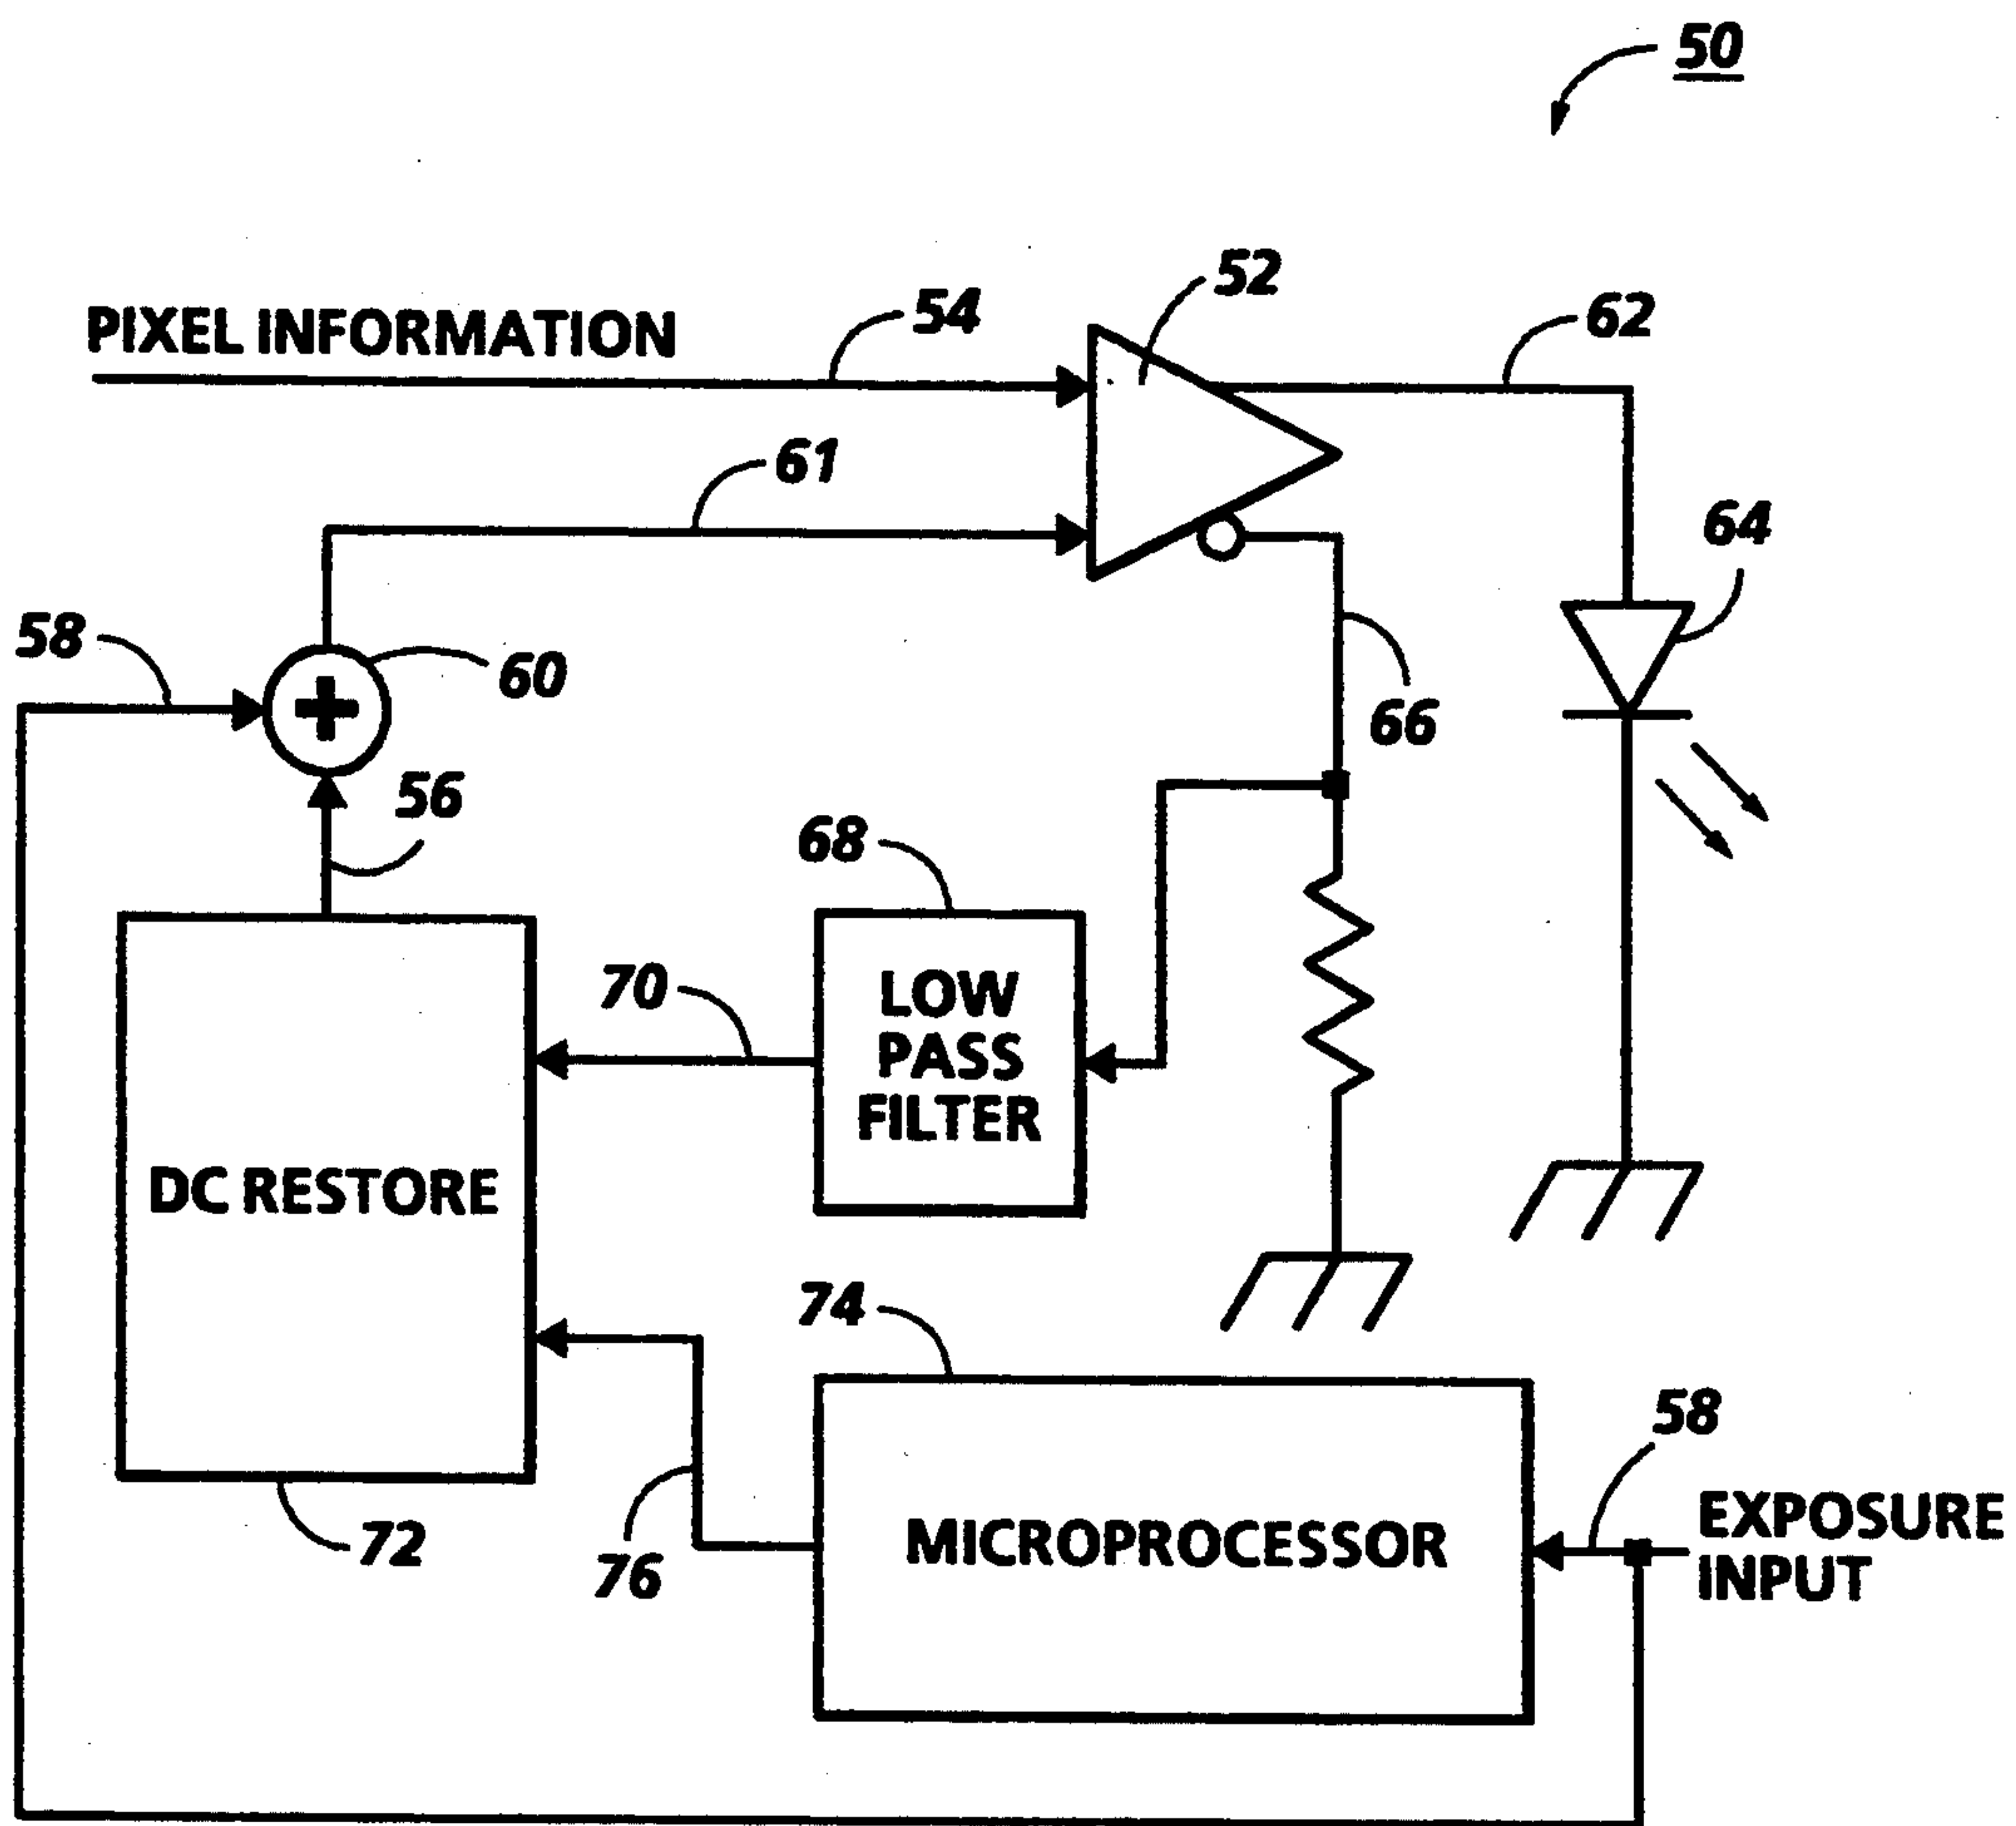 50
52
54
62
PIXEL INFORMATION
61
64
58
60
66
56
68
70
LOW
PASS
FILTER
DC RESTORE
74
58
EXPOSURE
INPUT
MICROPROCESSOR
72
76